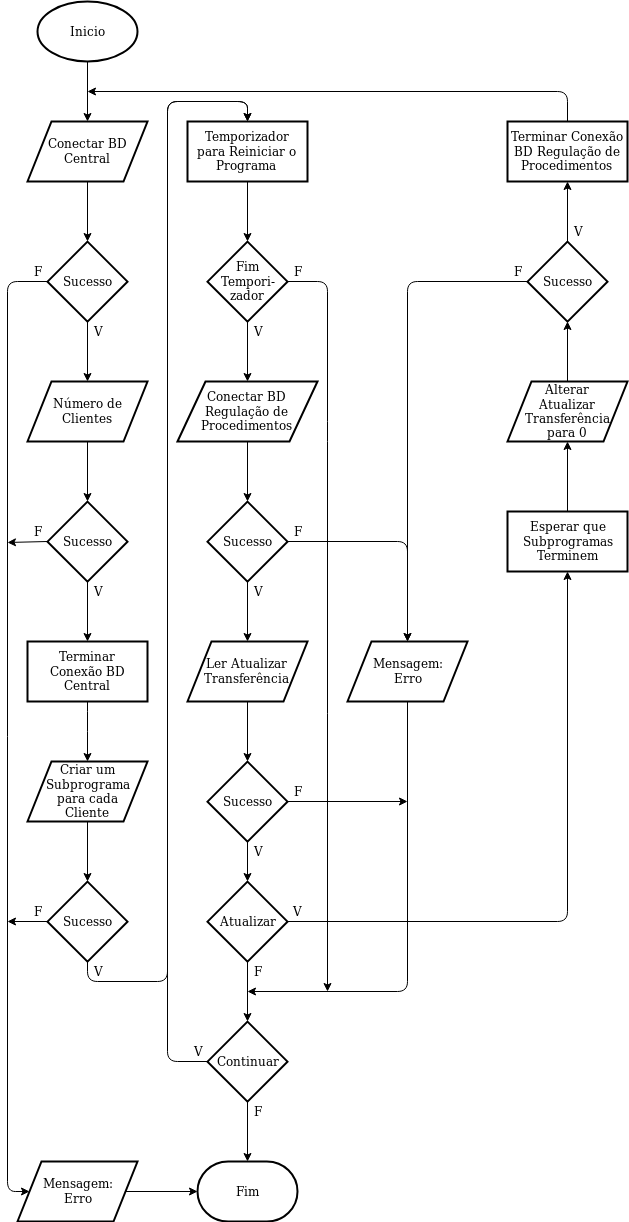 Inicio
Conectar BD
Central
F
Sucesso
V
Número de
Clientes
F
Sucesso
V
Terminar
Conexão BD
Central
Criar um
Subprograma
para cada
Cliente
F
Sucesso
V
Mensagem:
Erro
Temporizador
para Reiniciar o
Programa
Fim
Tempori-
zador
F
V
Conectar BD
Regulação de
Procedimentos
Sucesso
F
V
Ler Atualizar
Transferência
Sucesso
F
V
Atualizar
V
F
V
Continuar
F
Fim
Mensagem:
Erro
Terminar Conexão
BD Regulação de
Procedimentos
V
F
Sucesso
Alterar
Atualizar
Transferência
para 0
Esperar que
Subprogramas
Terminem